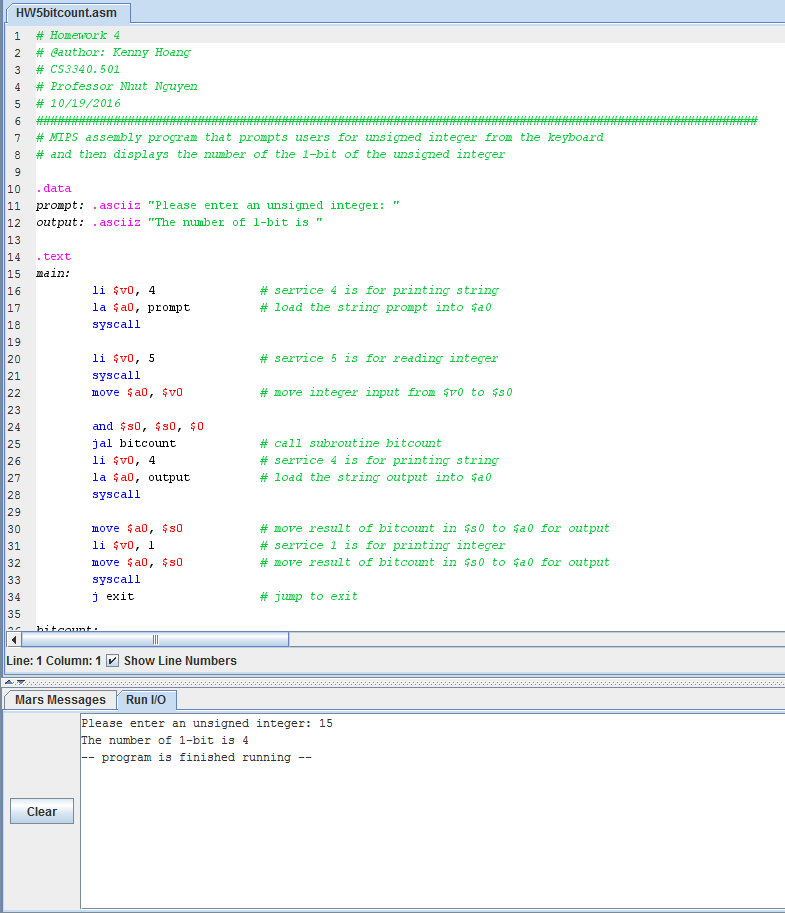 HW5bitcount.asm
1 # Homework 4
2 # @author: Kenny Hoang
3 # CS3340.501
4 # Professor Nhut Nguyen
5 # 10/19/2016
6 #######################################################################################################
7 # MIPS assembly program that prompts users for unsigned integer from the keyboard
8 # and then displays the number of the 1-bit of the unsigned integer
9
10 .data
11 prompt: .asciiz "Please enter an unsigned integer: "
12 output: .asciiz "The number of 1-bit is "
13
14 .text
15 main:
16 li $v0, 4 # service 4 is for printing string
17 la $a0, prompt # load the string prompt into $a0
18 syscall
19
20 li $v0, 5 # service 5 is for reading integer
21 syscall
22 move $a0, $v0 # move integer input from $v0 to $s0
23
24 and $s0, $s0, $0
25 jal bitcount # call subroutine bitcount
26 li $v0, 4 # service 4 is for printing string
27 la $a0, output # load the string output into $a0
28 syscall
29
30 move $a0, $s0 # move result of bitcount in $s0 to $a0 for output
31 li $v0, 1 # service 1 is for printing integer
32 move $a0, $s0 # move result of bitcount in $s0 to $a0 for output
33 syscall
34 j exit # jump to exit
35
36 bitcount:
Line: 1 Column: 1 Show Line Numbers
Mars Messages Run I/O
Please enter an unsigned integer: 15
The number of 1-bit is 4
-- program is finished running --
Clear